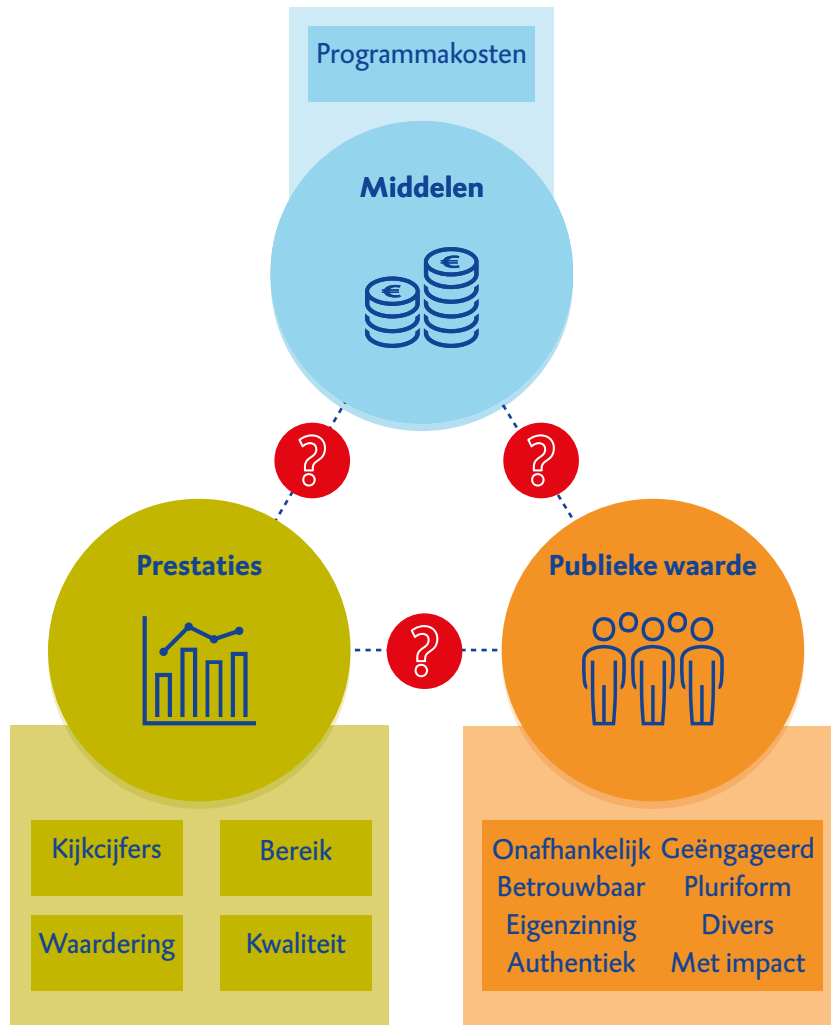 Programmakosten
Middelen
€
€
?
?
Prestaties
Publieke waarde
?
Kijkcijfers
Bereik
Waardering
Kwaliteit
Onafhankelijk Geëngageerd
Betrouwbaar Pluriform
Eigenzinnig Divers
Authentiek Met impact